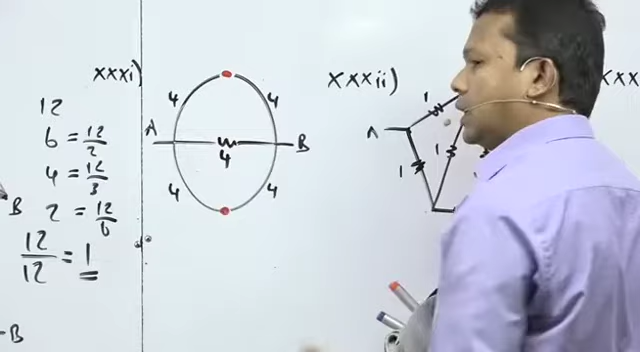 xxxi)
xxxii)
xx
12
6 = 12/2
4 = 12/3
2 = 12/6
12/12 = 1
B
B
A
B
4
4
4
4
4
A
1
1
1